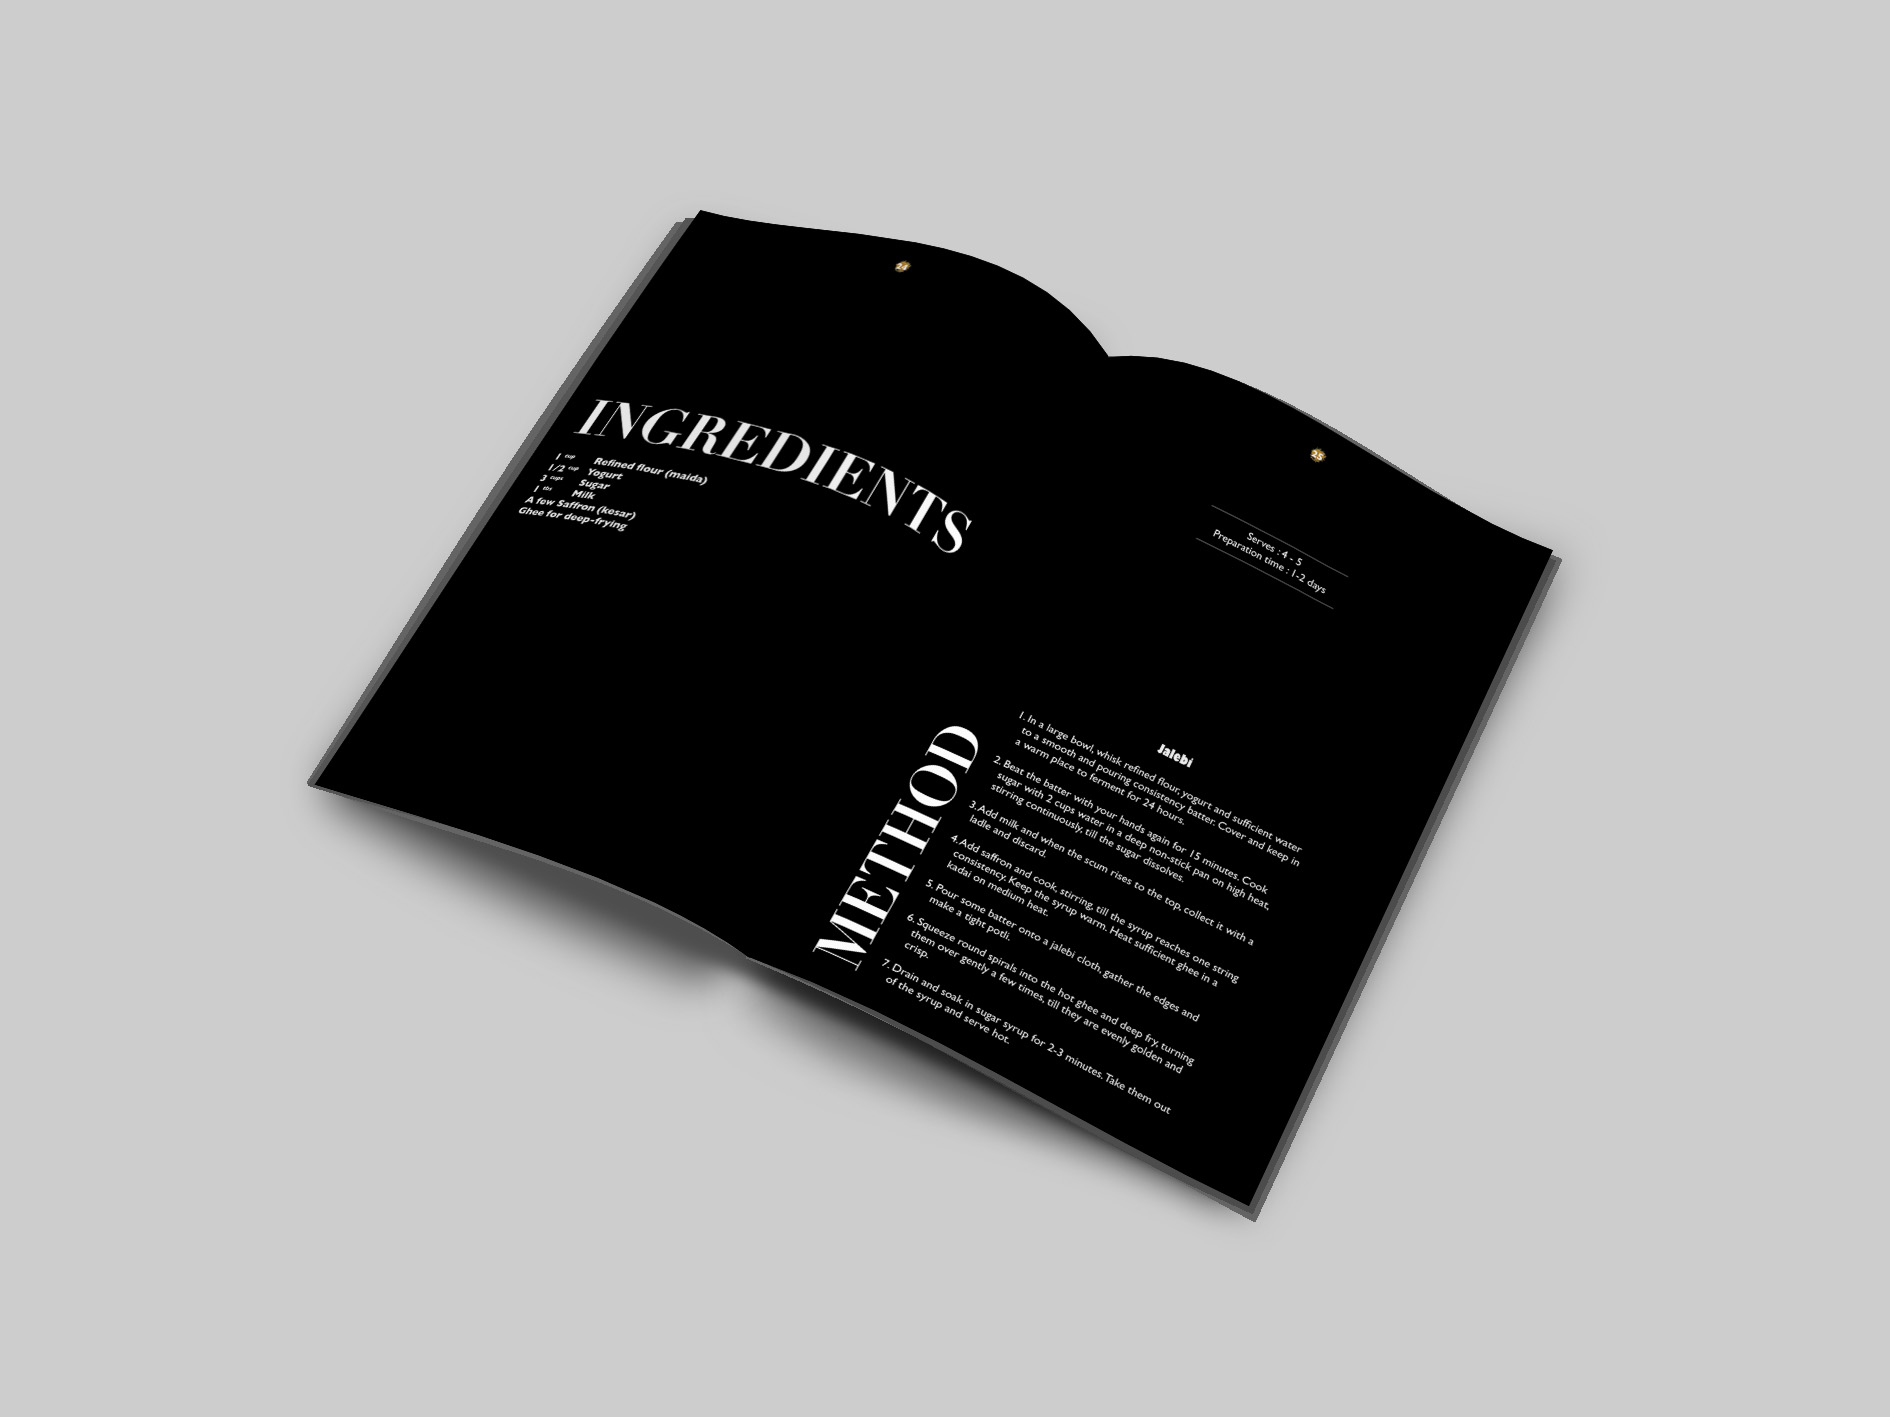 24
INGREDIENTS
1 cup Refined flour (maida)
1/2 cup Yogurt
3 cups Sugar
1 tbs Milk
A few Saffron (kesar)
Ghee for deep-frying
25
Serves : 4 - 5
Preparation time : 1-2 days
METHOD
Jalebi
1. In a large bowl, whisk refined flour, yogurt and sufficient water
to a smooth and pouring consistency batter. Cover and keep in
a warm place to ferment for 24 hours.
2. Beat the batter with your hands again for 15 minutes. Cook
sugar with 2 cups water in a deep non-stick pan on high heat,
stirring continuously, till the sugar dissolves.
3. Add milk and when the scum rises to the top, collect it with a
ladle and discard.
4. Add saffron and cook, stirring, till the syrup reaches one string
consistency. Keep the syrup warm. Heat sufficient ghee in a
kadai on medium heat.
5. Pour some batter onto a jalebi cloth, gather the edges and
make a tight potli.
6. Squeeze round spirals into the hot ghee and deep fry, turning
them over gently a few times, till they are evenly golden and
crisp.
7. Drain and soak in sugar syrup for 2-3 minutes. Take them out
of the syrup and serve hot.